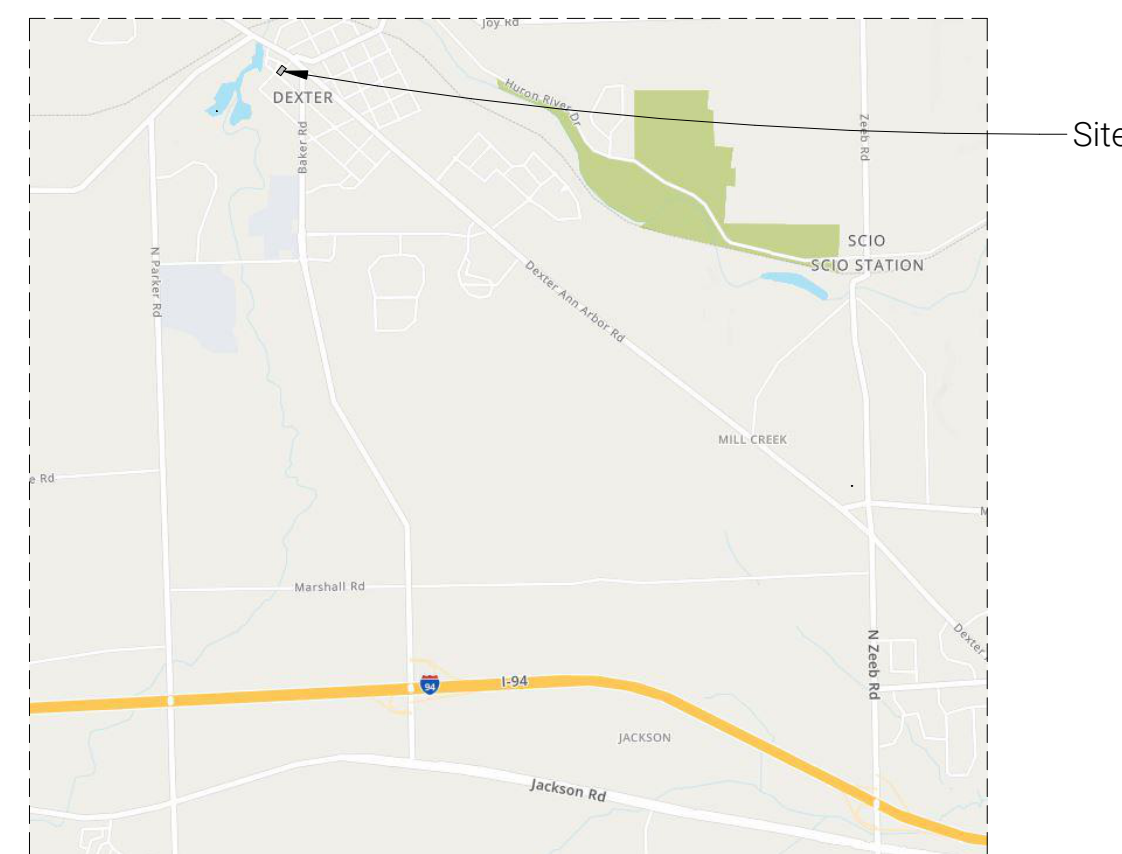 Joy Rd
Huron River Dr
DEXTER
Zeeb Rd
Site
Baker Rd
SCIO
SCIO STATION
N Parker Rd
Dexter Ann Arbor Rd
MILL CREEK
e Rd
M
Marshall Rd
Dexter
N Zeeb Rd
I-94
94
JACKSON
Jackson Rd